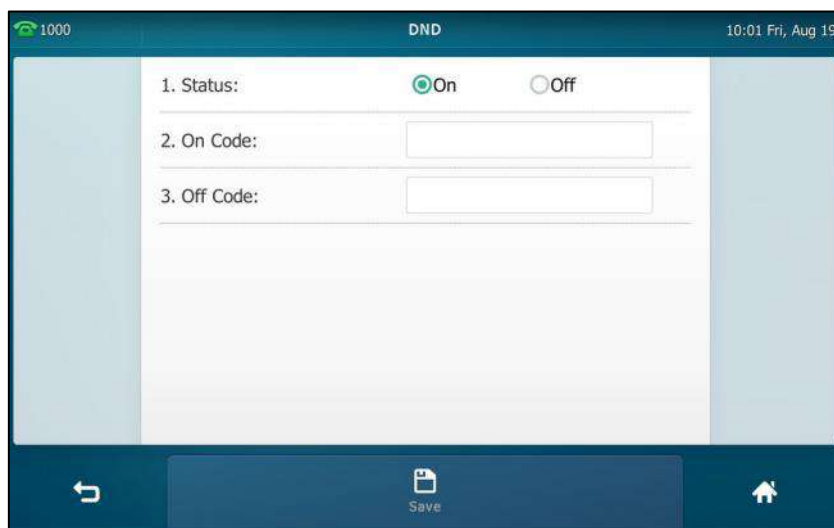 1000 DND 10:01 Fri, Aug 19
1. Status: On Off
2. On Code:
3. Off Code:
Save